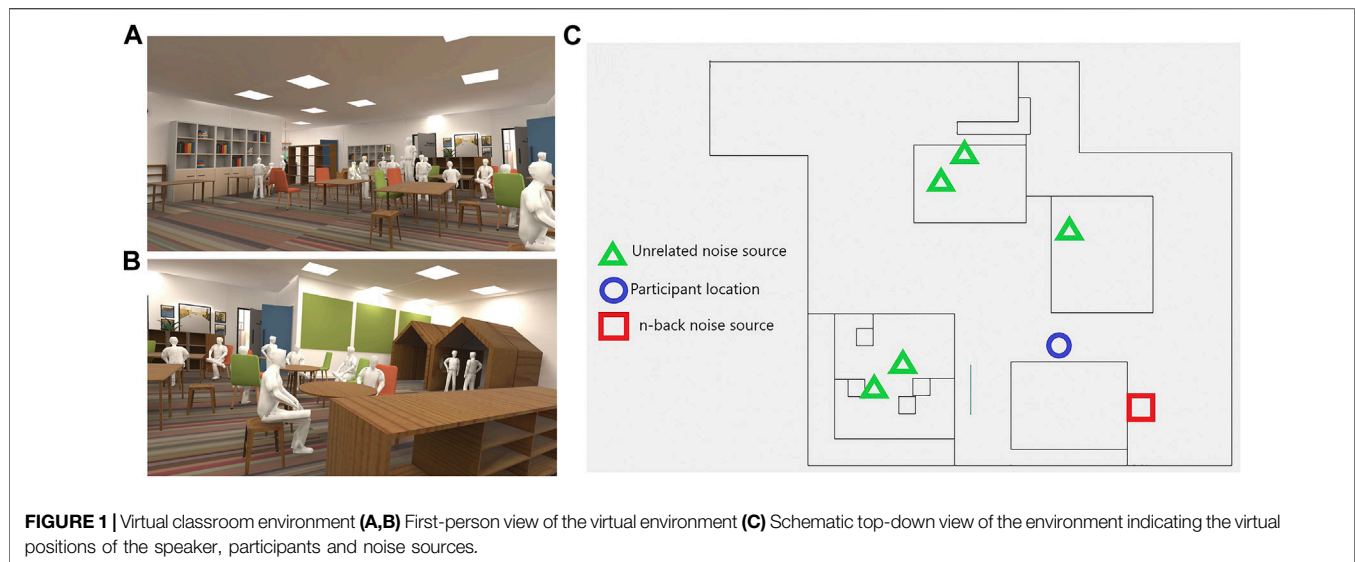 A
B
C
Unrelated noise source
Participant location
n-back noise source
FIGURE 1 | Virtual classroom environment (A,B) First-person view of the virtual environment (C) Schematic top-down view of the environment indicating the virtual
positions of the speaker, participants and noise sources.